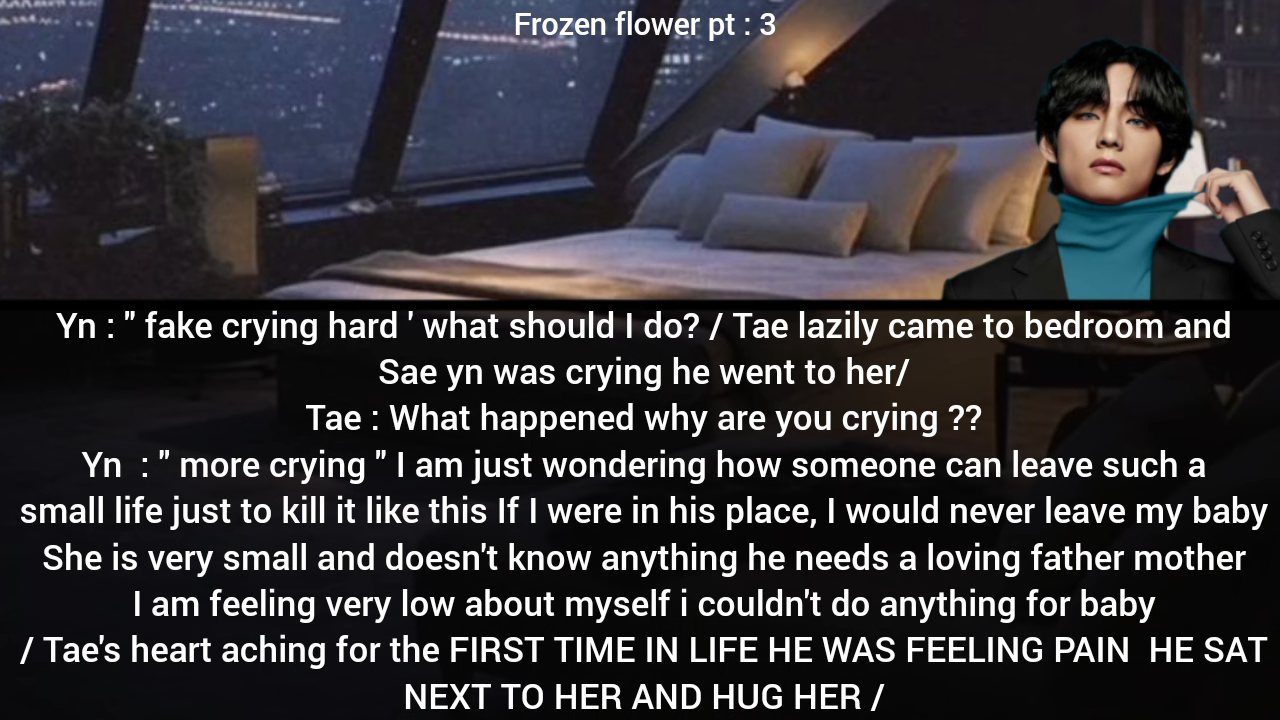 Frozen flower pt : 3
Yn : " fake crying hard ' what should I do? / Tae lazily came to bedroom and
Sae yn was crying he went to her/
Tae : What happened why are you crying ??
Yn  : " more crying " I am just wondering how someone can leave such a
small life just to kill it like this If I were in his place, I would never leave my baby
She is very small and doesn't know anything he needs a loving father mother
I am feeling very low about myself i couldn't do anything for baby
/ Tae's heart aching for the FIRST TIME IN LIFE HE WAS FEELING PAIN  HE SAT
NEXT TO HER AND HUG HER /